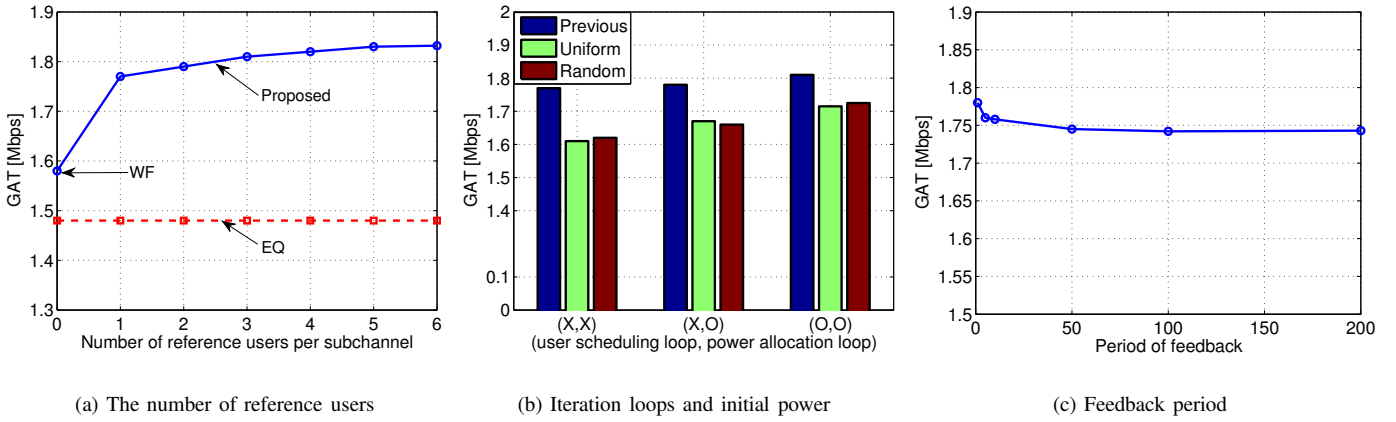 1.9
1.8
1.7
1.6
1.5
1.4
1.3
GAT [Mbps]
Proposed
WF
EQ
0 1 2 3 4 5 6
Number of reference users per subchannel
(a) The number of reference users
2
1.9
1.8
1.7
1.6
1.5
1.4
0.1
0
GAT [Mbps]
Previous
Uniform
Random
(X,X) (X,O) (O,O)
(user scheduling loop, power allocation loop)
(b) Iteration loops and initial power
1.9
1.85
1.8
1.75
1.7
1.65
1.6
1.55
1.5
GAT [Mbps]
0 50 100 150 200
Period of feedback
(c) Feedback period